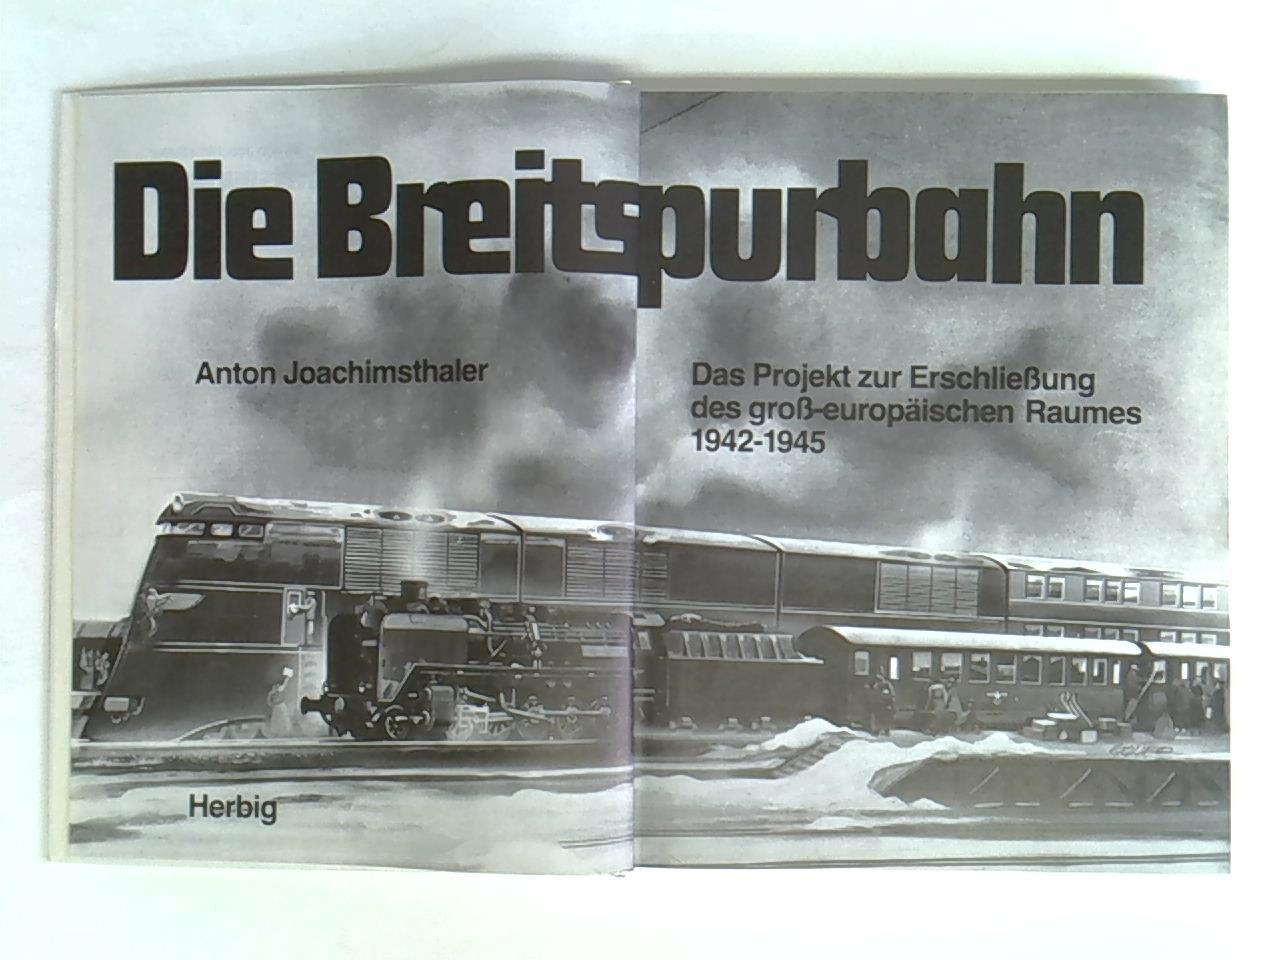 Die Breitspurbahn
Anton Joachimsthaler
Das Projekt zur Erschließung
des groß-europäischen Raumes
1942-1945
Herbig